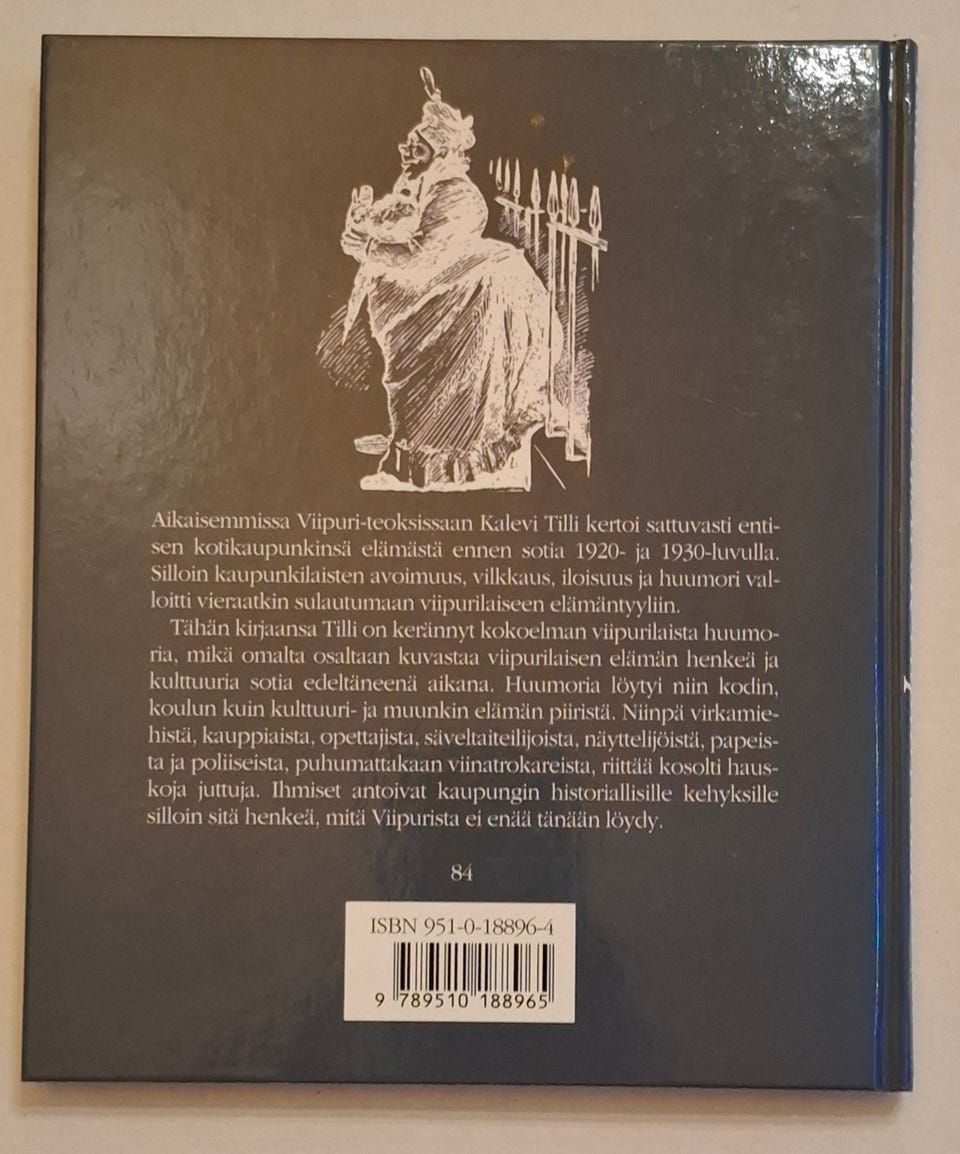 Aikaisemmissa Viipuri-teoksissaan Kalevi Tilli kertoi sattuvasti enti-
sen kotikaupunkinsä elämästä ennen sotia 1920- ja 1930-luvulla.
Silloin kaupunkilaisten avoimuus, vilkkaus, iloisuus ja huumori val-
loitti vieraatkin sulautumaan viipurilaiseen elämäntyyliin.
Tähän kirjaansa Tilli on kerännyt kokoelman viipurilaista huumo-
ria, mikä omalta osaltaan kuvastaa viipurilaisen elämän henkeä ja
kulttuuria sotia edeltäneenä aikana. Huumoria löytyi niin kodin,
koulun kuin kulttuuri- ja muunkin elämän piiristä. Niinpä virkamie-
histä, kauppiaista, opettajista, säveltaiteilijoista, näyttelijöistä, papeis-
ta ja poliiseista, puhumattakaan viinatrokareista, riittää kosolti haus-
koja juttuja. Ihmiset antoivat kaupungin historiallisille kehyksille
silloin sitä henkeä, mitä Viipurista ei enää tänään löydy.
84
ISBN 951-0-18896-4
9 789510 188965